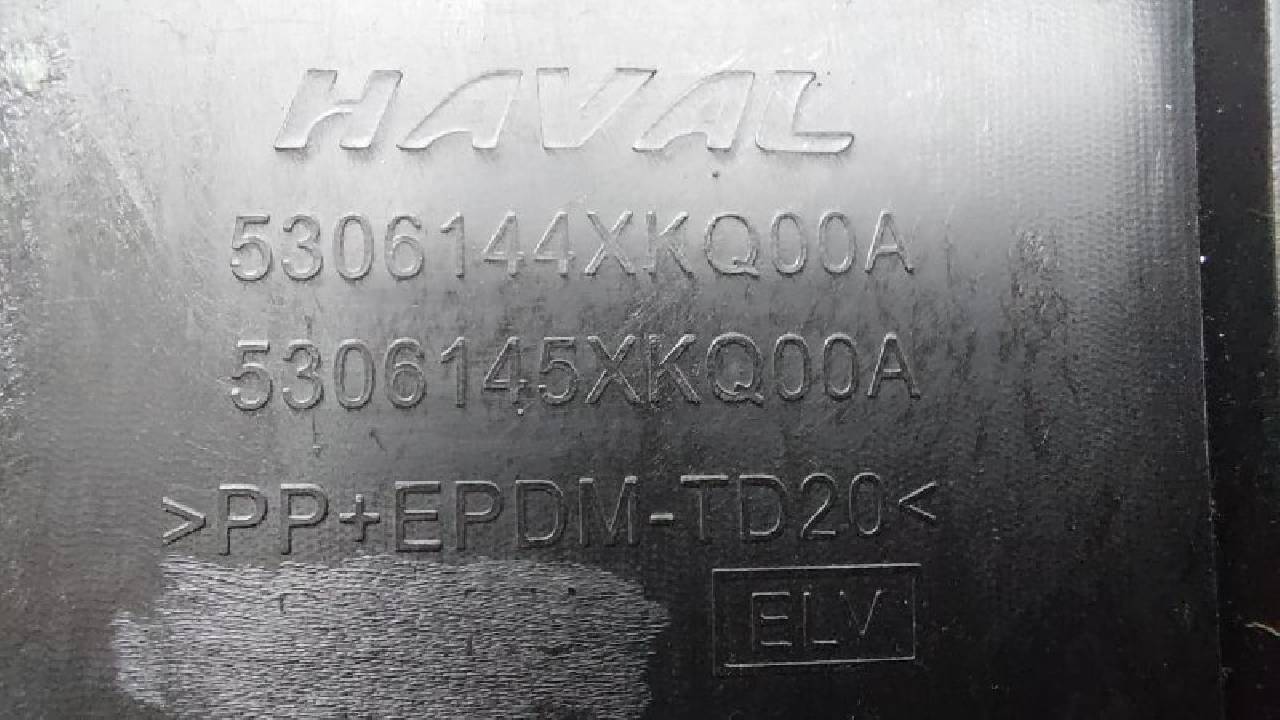 HAVAL
5306144XKQ00A
5306145XKQ00A
>PP+EPDM-TD20<
ELV